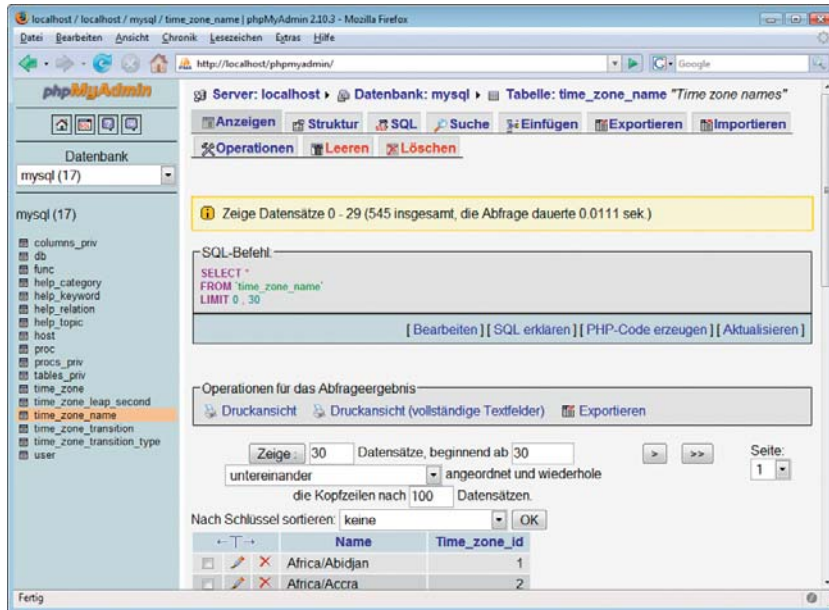 localhost / localhost / mysql / time_zone_name | phpMyAdmin 2.10.3 - Mozilla Firefox
Datei Bearbeiten Ansicht Chronik Lesezeichen Extras Hilfe
http://localhost/phpmyadmin/
Google
phpMyAdmin
Datenbank
mysql (17)
mysql (17)
columns_priv
db
func
help_category
help_keyword
help_relation
help_topic
host
proc
procs_priv
tables_priv
time_zone
time_zone_leap_second
time_zone_name
time_zone_transition
time_zone_transition_type
user
Server: localhost ▸ Datenbank: mysql ▸ Tabelle: time_zone_name "Time zone names"
Anzeigen Struktur SQL Suche Einfügen Exportieren Importieren
Operationen Leeren Löschen
Zeige Datensätze 0 - 29 (545 insgesamt, die Abfrage dauerte 0.0111 sek.)
SQL-Befehl:
SELECT *
FROM `time_zone_name`
LIMIT 0 , 30
[ Bearbeiten ] [ SQL erklären ] [ PHP-Code erzeugen ] [ Aktualisieren ]
Operationen für das Abfrageergebnis
Druckansicht Druckansicht (vollständige Textfelder) Exportieren
Zeige : 30 Datensätze, beginnend ab 30 > >> Seite:
untereinander angeordnet und wiederhole 1
die Kopfzeilen nach 100 Datensätzen.
Nach Schlüssel sortieren: keine OK
←T→ Name Time_zone_id
Africa/Abidjan 1
Africa/Accra 2
Fertig